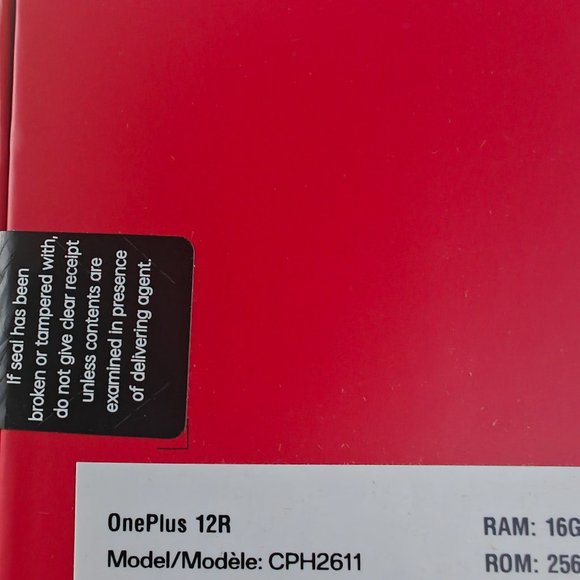 If seal has been
broken or tampered with,
do not give clear receipt
unless contents are
examined in presence
of delivering agent.
OnePlus 12R
RAM: 16G
Model/Modèle: CPH2611
ROM: 256